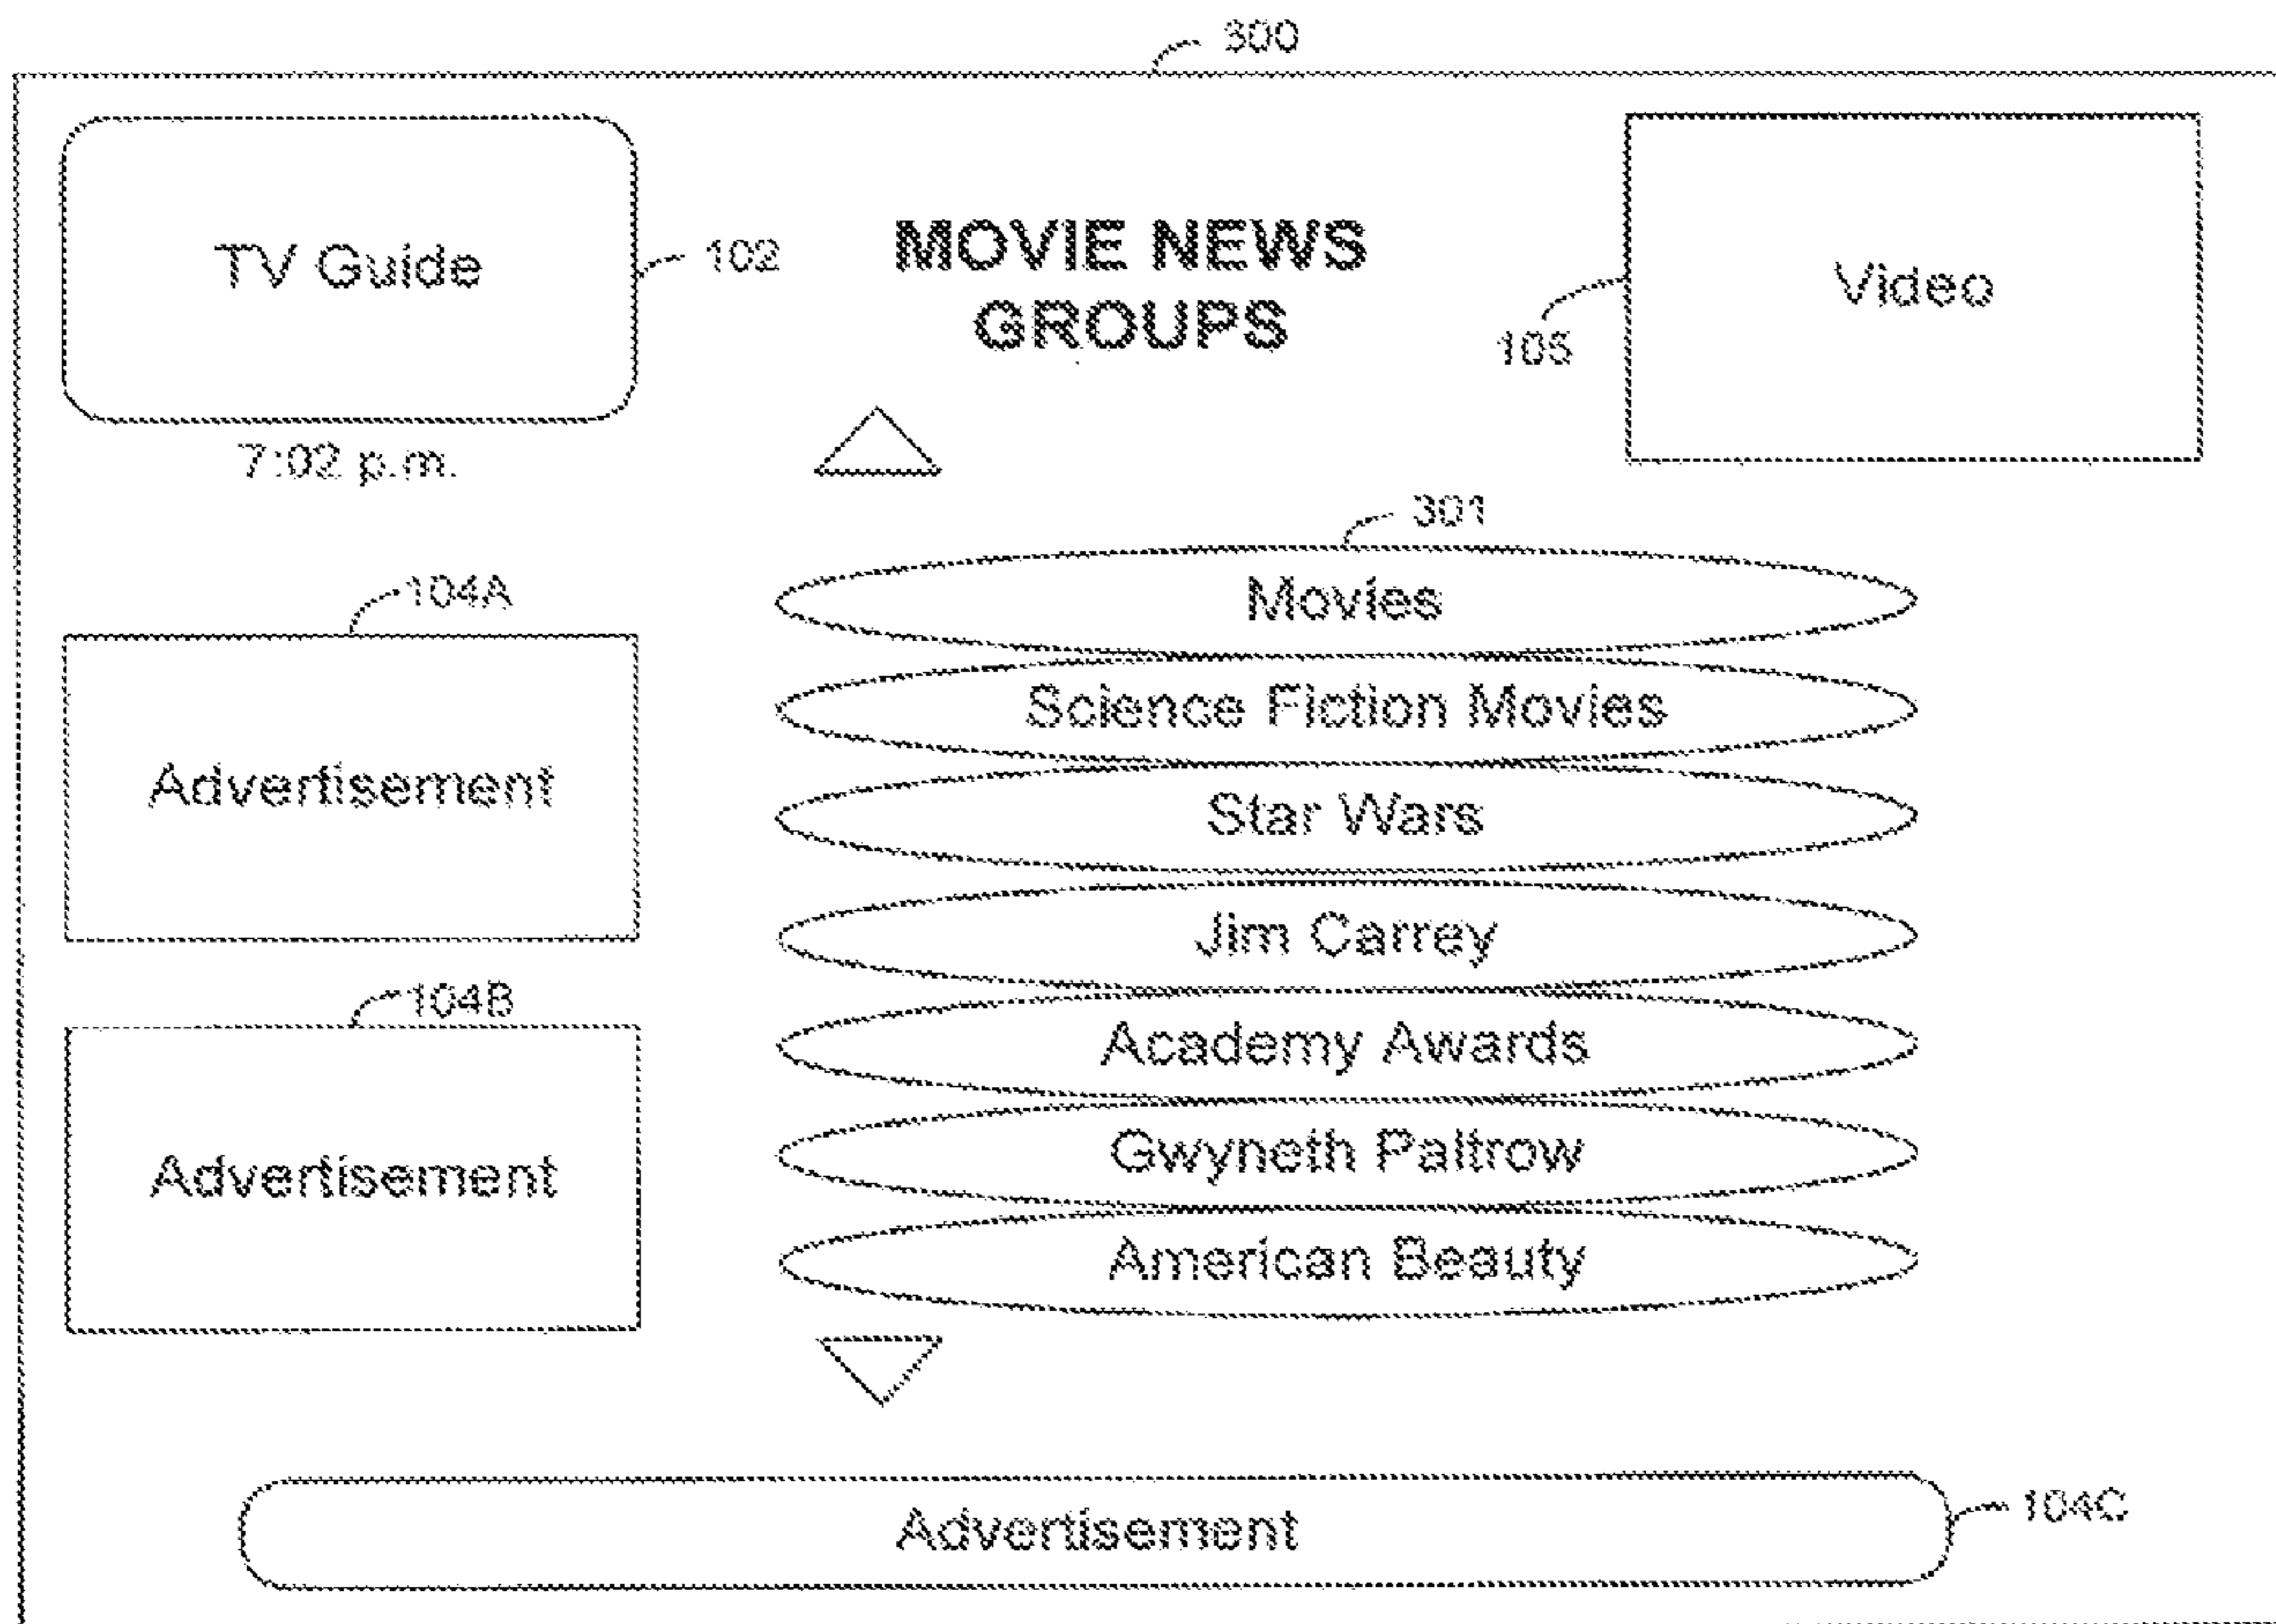 300
TV Guide
102
MOVIE NEWS
GROUPS
Video
105
7:02 p.m.
301
Movies
104A
Science Fiction Movies
Advertisement
Star Wars
Jim Carrey
104B
Academy Awards
Advertisement
Gwyneth Paltrow
American Beauty
Advertisement
104C